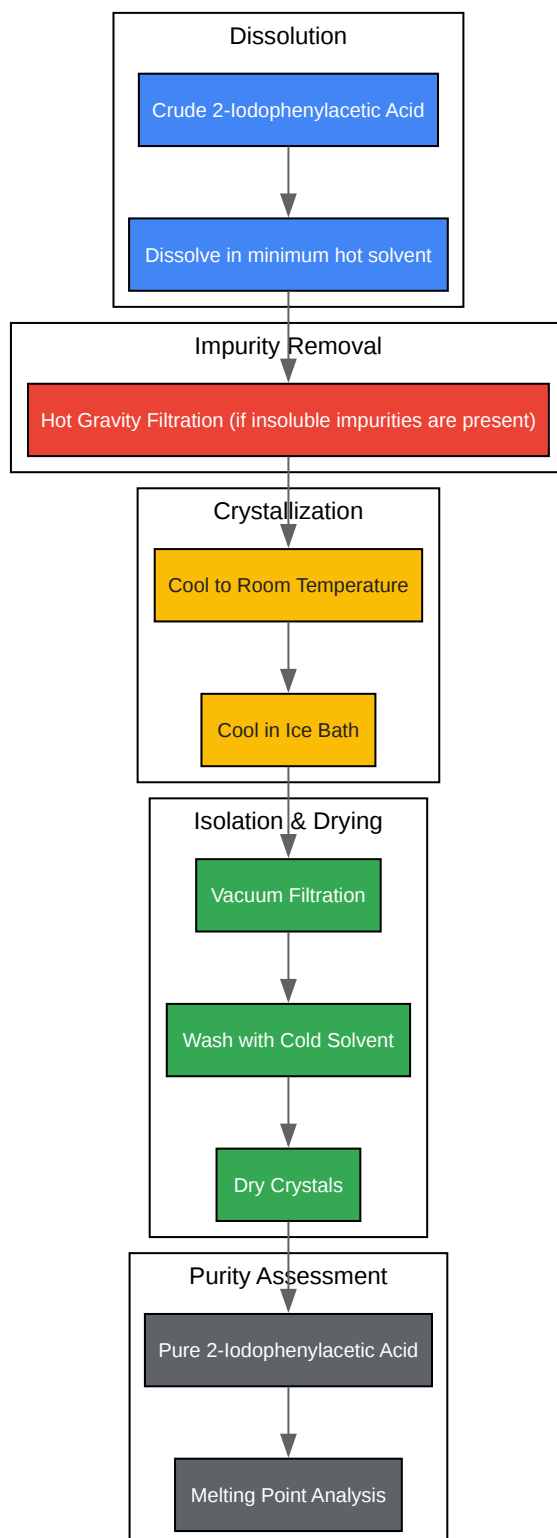 Dissolution
Crude 2-Iodophenylacetic Acid
Dissolve in minimum hot solvent
Impurity Removal
Hot Gravity Filtration (if insoluble impurities are present)
Crystallization
Cool to Room Temperature
Cool in Ice Bath
Isolation & Drying
Vacuum Filtration
Wash with Cold Solvent
Dry Crystals
Purity Assessment
Pure 2-Iodophenylacetic Acid
Melting Point Analysis